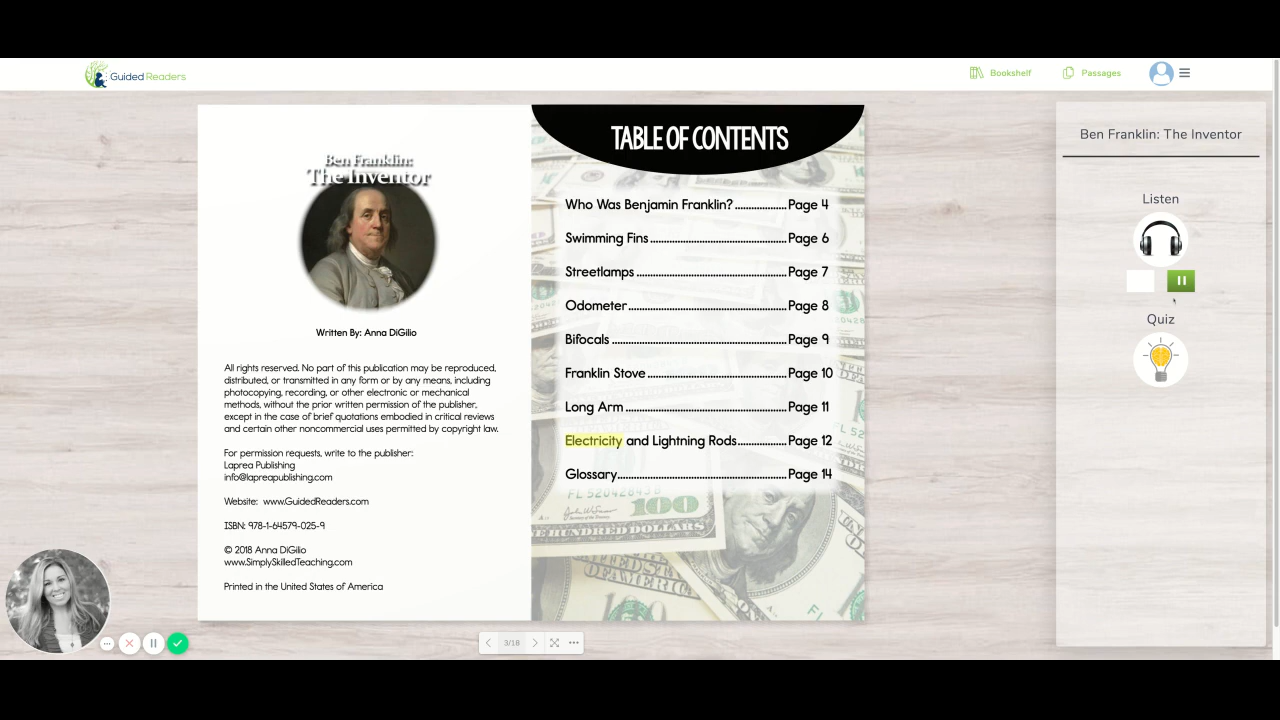 Guided Readers
Bookshelf
Passages
Ben Franklin:
The Inventor
Written By: Anna DiGilio
All rights reserved. No part of this publication may be reproduced,
distributed, or transmitted in any form or by any means, including
photocopying, recording, or other electronic or mechanical
methods, without the prior written permission of the publisher,
except in the case of brief quotations embodied in critical reviews
and certain other noncommercial uses permitted by copyright law.
For permission requests, write to the publisher:
Laprea Publishing
info@lapreapublishing.com
Website: www.GuidedReaders.com
ISBN: 978-1-64579-025-9
© 2018 Anna DiGilio
www.SimplySkilledTeaching.com
Printed in the United States of America
TABLE OF CONTENTS
Who Was Benjamin Franklin?...................Page 4
Swimming Fins..................................................Page 6
Streetlamps.......................................................Page 7
Odometer..........................................................Page 8
Bifocals................................................................Page 9
Franklin Stove...................................................Page 10
Long Arm...........................................................Page 11
Electricity and Lightning Rods.................Page 12
Glossary..............................................................Page 14
FL 52042643
100
HUNDRED DOLLARS
Ben Franklin: The Inventor
Listen
Quiz
3/18